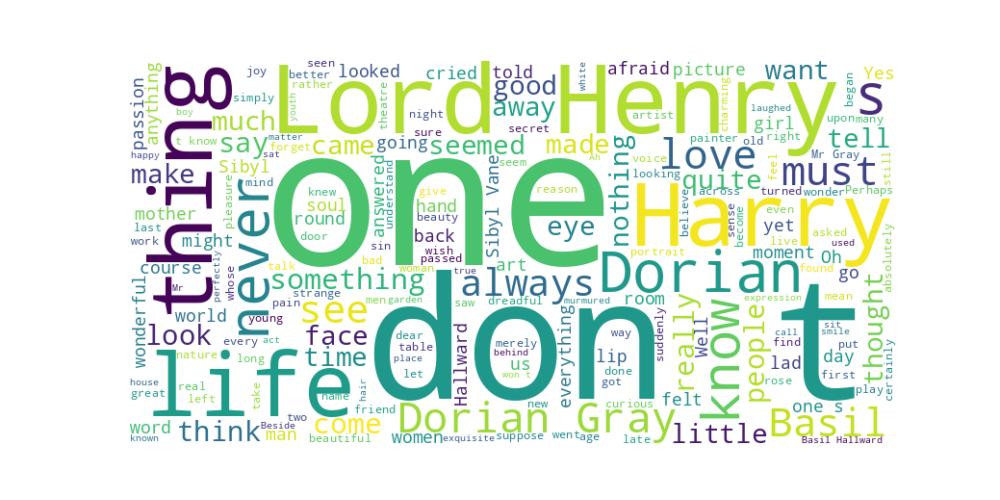 one
don t
Lord Henry
Harry
thing
life
Dorian
Dorian Gray
know
never
Basil
must
s
love
always
see
look
face
time
something
say
much
came
seemed
made
good
away
want
tell
quite
nothing
eye
think
come
little
people
really
thought
make
might
round
back
hand
answered
Sibyl Vane
Sibyl
art
room
everything
lip
us
Hallward
felt
Well
lad
day
one s
moment
Oh
go
yet
girl
picture
afraid
told
cried
looked
going
passion
anything
mother
course
world
wonderful
word
man
women
young
friend
beautiful
soul
knew
door
sin
bad
woman
wish
passed
beauty
give
reason
understand
seem
night
sure
secret
white
artist
charming
theatre
rather
better
seen
joy
simply
youth
boy
t know
happy
matter
forget
sat
mind
pleasure
last
work
Mr
perfectly
whose
talk
strange
pain
men
garden
true
saw
dreadful
murmured
suddenly
portrait
looking
voice
Ah
painter
old
right
laughed
began
upon
many
Yes
still
Mr Gray
feel
turned
wonder
Perhaps
across
believe
sense
become
even
asked
live
used
found
absolutely
mean
expression
call
sit
smile
find
put
first
play
certainly
rose
Basil Hallward
late
age
went
suppose
exquisite
new
curious
got
done
way
behind
merely
won t
dear
table
place
let
hair
name
two
Beside
take
act
every
long
nature
real
left
house
great
known